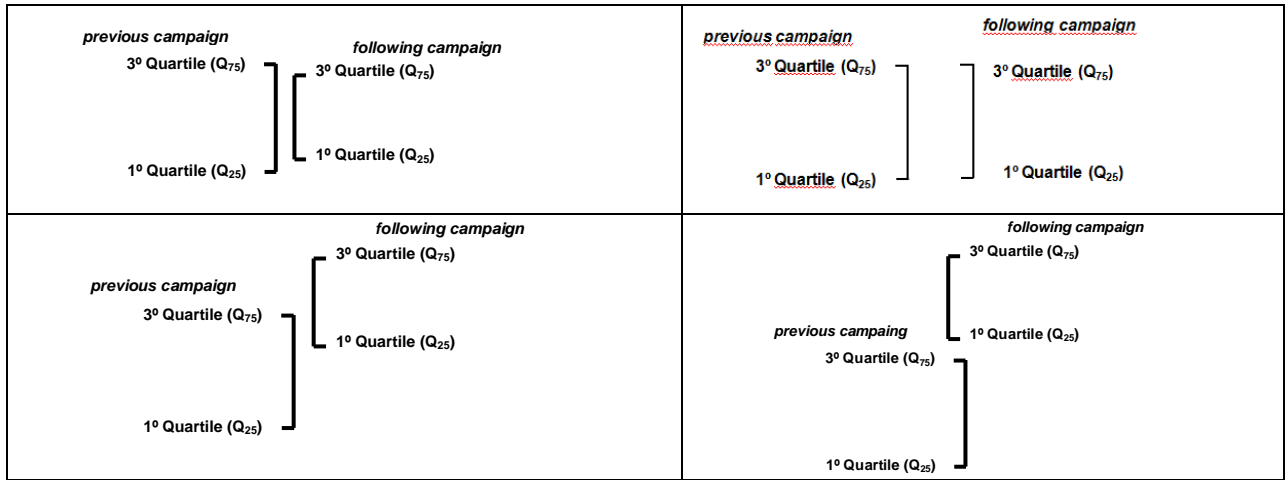 previous campaign
following campaign
3º Quartile (Q75)
3º Quartile (Q75)
1º Quartile (Q25)
1º Quartile (Q25)
following campaign
previous campaign
3º Quartile (Q75)
3º Quartile (Q75)
1º Quartile (Q25)
1º Quartile (Q25)
following campaign
3º Quartile (Q75)
previous campaign
3º Quartile (Q75)
1º Quartile (Q25)
1º Quartile (Q25)
following campaign
3º Quartile (Q75)
previous campaing
1º Quartile (Q25)
3º Quartile (Q75)
1º Quartile (Q25)